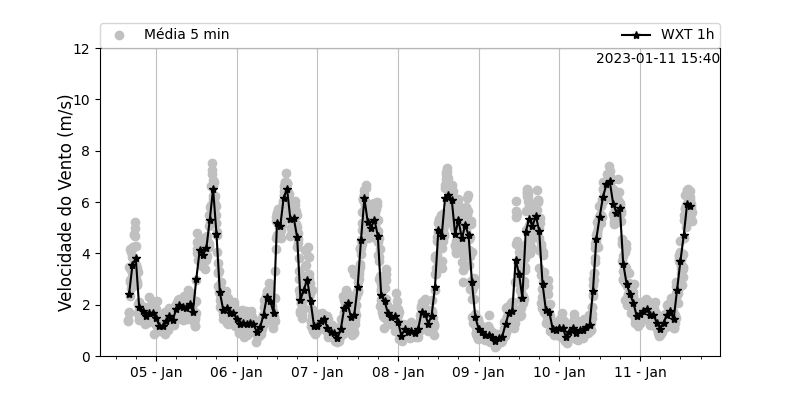 Média 5 min
WXT 1h
2023-01-11 15:40
Velocidade do Vento (m/s)
12
10
8
6
4
2
0
05 - Jan
06 - Jan
07 - Jan
08 - Jan
09 - Jan
10 - Jan
11 - Jan